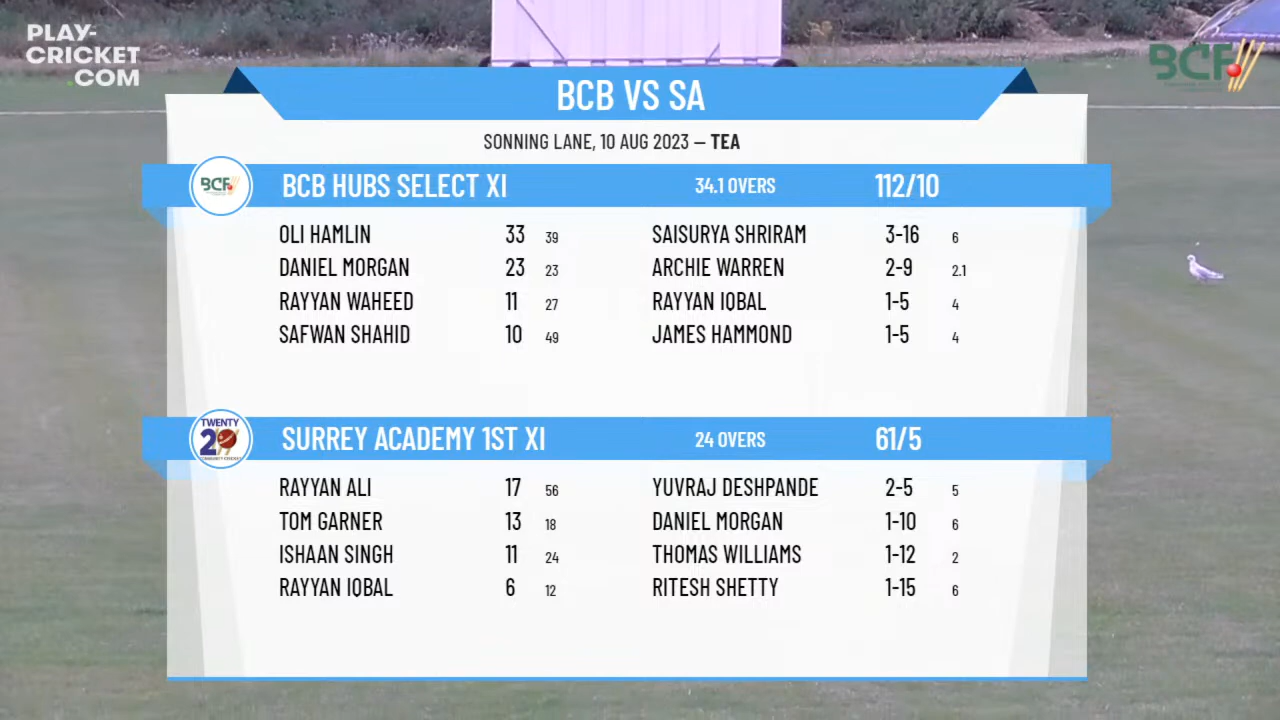 PLAY-
CRICKET
.COM
BCF
BCB VS SA
SONNING LANE, 10 AUG 2023 – TEA
BCF
BCB HUBS SELECT XI 34.1 OVERS 112/10
OLI HAMLIN 33 39 SAISURYA SHRIRAM 3-16 6
DANIEL MORGAN 23 23 ARCHIE WARREN 2-9 2.1
RAYYAN WAHEED 11 27 RAYYAN IQBAL 1-5 4
SAFWAN SHAHID 10 49 JAMES HAMMOND 1-5 4
TWENTY
20
SURREY ACADEMY 1ST XI 24 OVERS 61/5
RAYYAN ALI 17 56 YUVRAJ DESHPANDE 2-5 5
TOM GARNER 13 18 DANIEL MORGAN 1-10 6
ISHAAN SINGH 11 24 THOMAS WILLIAMS 1-12 2
RAYYAN IQBAL 6 12 RITESH SHETTY 1-15 6